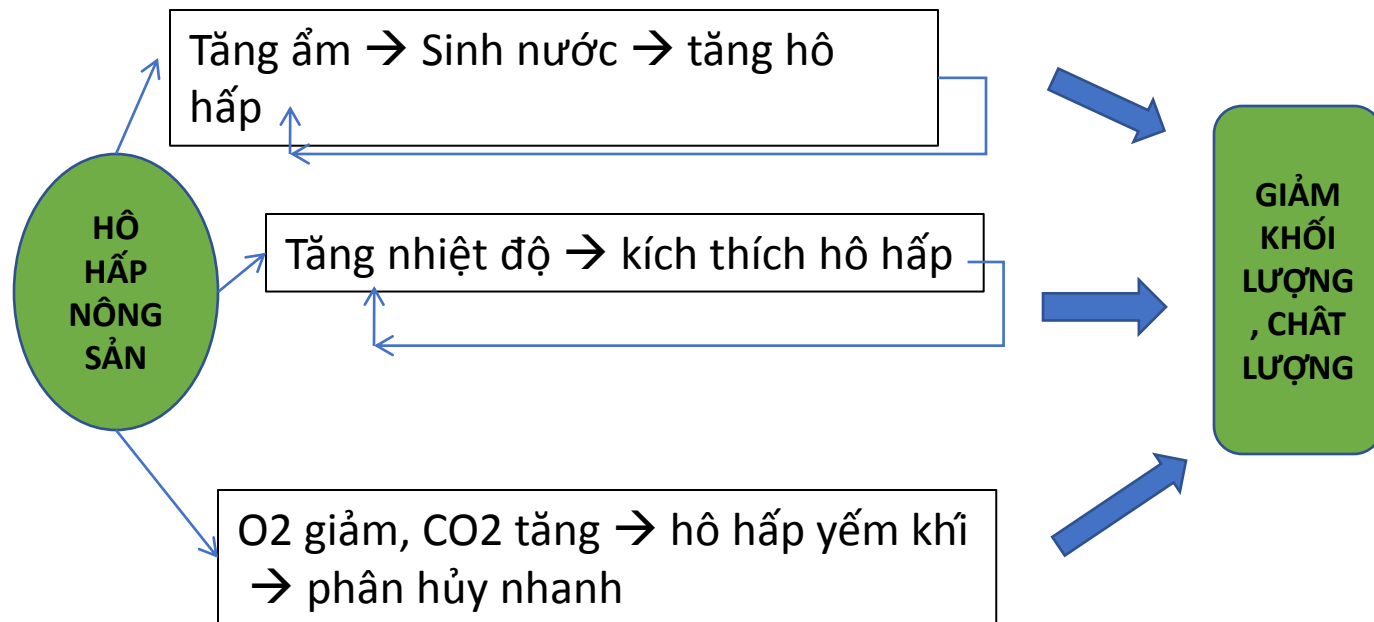 Tăng ẩm → Sinh nước → tăng hô
hấp
HÔ
HẤP
NÔNG
SẢN
Tăng nhiệt độ → kích thích hô hấp
O2 giảm, CO2 tăng → hô hấp yếm khí
→ phân hủy nhanh
GIẢM
KHỐI
LƯỢNG
, CHÂT
LƯỢNG